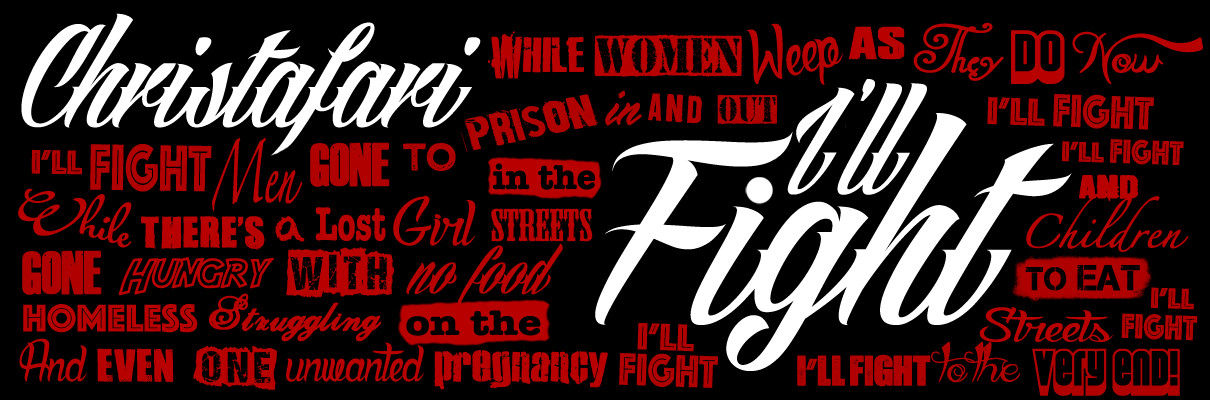 Christafari
I'll
Fight
While WOMEN Weep AS They DO Now
PRISON in AND OUT
I'LL FIGHT
I'LL FIGHT Men GONE TO
I'LL FIGHT
in the
AND
While THERE'S a Lost Girl STREETS
Children
GONE HUNGRY WITH no food
TO EAT
HOMELESS Struggling on the
Streets I'LL FIGHT
And EVEN ONE unwanted pregnancy I'LL FIGHT
I'LL FIGHT to the very end!